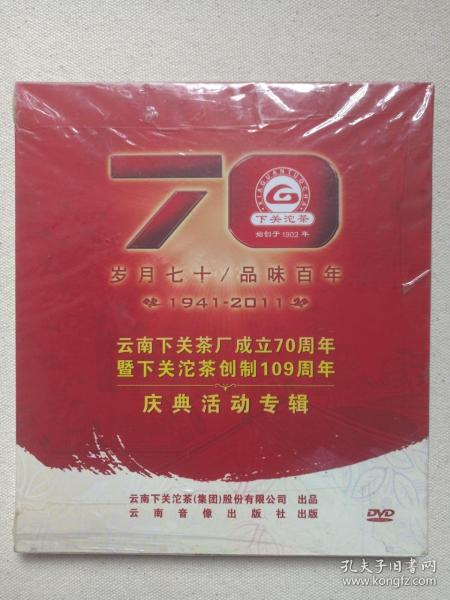 70
XIAGUANTUOCHA
下关沱茶
始创于1902年
岁月七十/品味百年
1941-2011
云南下关茶厂成立70周年
暨下关沱茶创制109周年
庆典活动专辑
云南下关沱茶(集团)股份有限公司 出品
云南音像出版社出版
DVD
孔夫子旧书网
www.kongfz.com